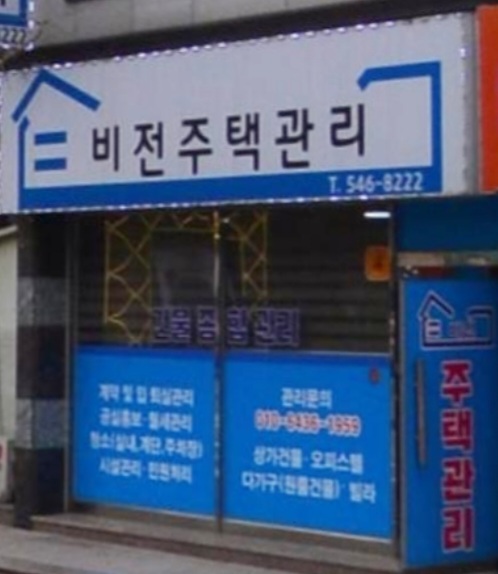 비전주택관리
T. 546-8222
건물종합관리
계약 및 입 퇴실관리
공실홍보·월세관리
청소(실내,계단,주차장)
시설관리·민원처리
관리문의
010-6436-1959
상가건물·오피스텔
다가구(원룸건물)·빌라
주택관리